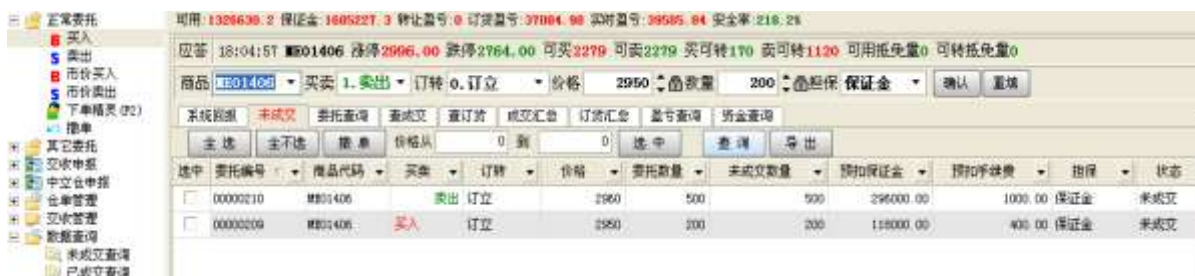 正常委托
买入
卖出
市价买入
市价卖出
下单精灵(F2)
撤单
其它委托
交收申报
中立仓申报
仓单管理
交收管理
数据查询
未成交查询
已成交查询
可用:1326630.2 保证金:1605227.3 转让盈亏:0 订货盈亏:37084.98 实时盈亏:39585.84 安全率:218.2%
应答 18:04:57 ME01406 涨停2996.00 跌停2764.00 可买2279 可卖2279 买可转170 卖可转1120 可用抵免量0 可转抵免量0
商品 ME01406 买卖 1.卖出 订转 0.订立 价格 2950 数量 200 担保 保证金 确认 重填
系统回报 未成交 委托查询 查成交 查订货 成交汇总 订货汇总 盈亏查询 资金查询
全选 全不选 撤单 价格从 0 到 0 选中 查询 导出
选中 委托编号 商品代码 买卖 订转 价格 委托数量 未成交数量 预扣保证金 预扣手续费 担保 状态
00000210 ME01406 卖出 订立 2960 500 500 296000.00 1000.00 保证金 未成交
00000209 ME01406 买入 订立 2950 200 200 118000.00 400.00 保证金 未成交